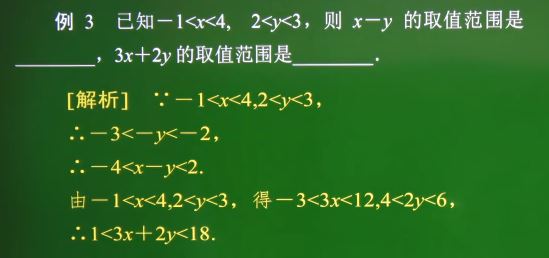 例 3 已知－1<x<4, 2<y<3，则 x－y 的取值范围是
________，3x＋2y的取值范围是________.
[解析] ∵－1<x<4,2<y<3，
∴－3<－y<－2，
∴－4<x－y<2.
由－1<x<4,2<y<3，得－3<3x<12,4<2y<6，
∴1<3x＋2y<18.